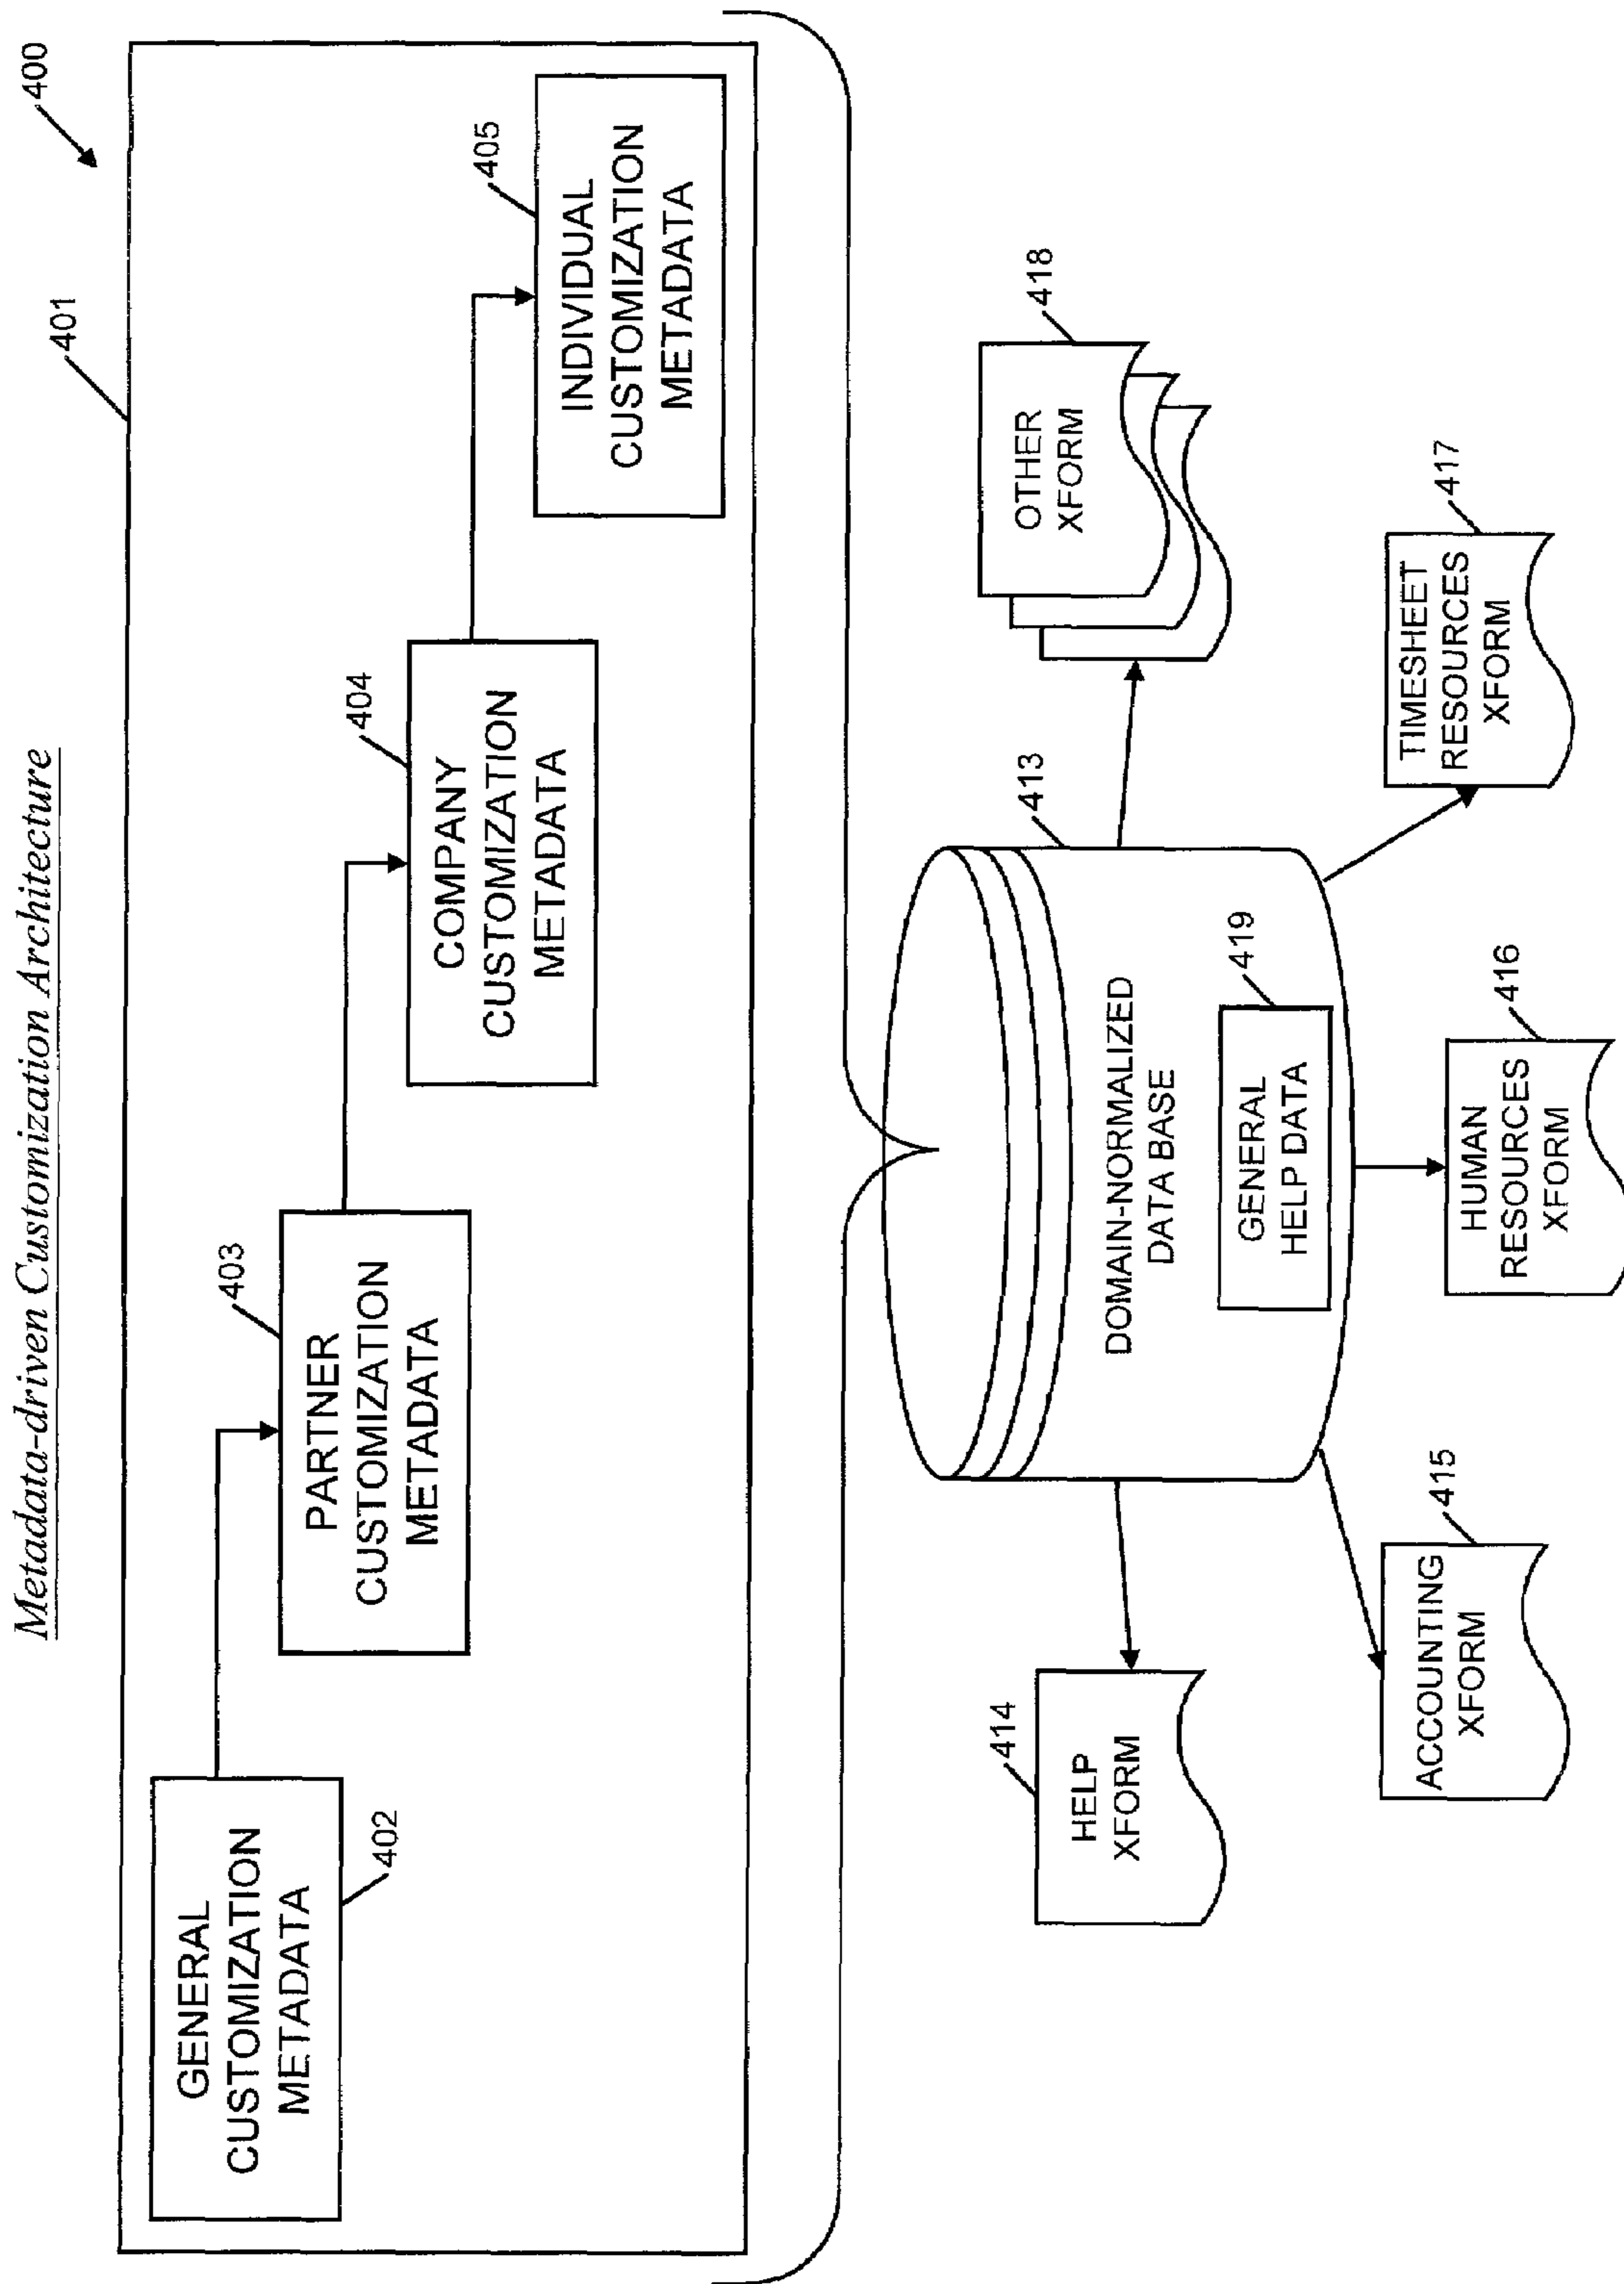 Metadata-driven Customization Architecture
400
401
GENERAL
CUSTOMIZATION
METADATA
402
PARTNER
CUSTOMIZATION
METADATA
403
COMPANY
CUSTOMIZATION
METADATA
404
INDIVIDUAL
CUSTOMIZATION
METADATA
405
DOMAIN-NORMALIZED
DATA BASE
413
GENERAL
HELP DATA
419
HELP
XFORM
414
ACCOUNTING
XFORM
415
HUMAN
RESOURCES
XFORM
416
TIMESHEET
RESOURCES
XFORM
417
OTHER
XFORM
418